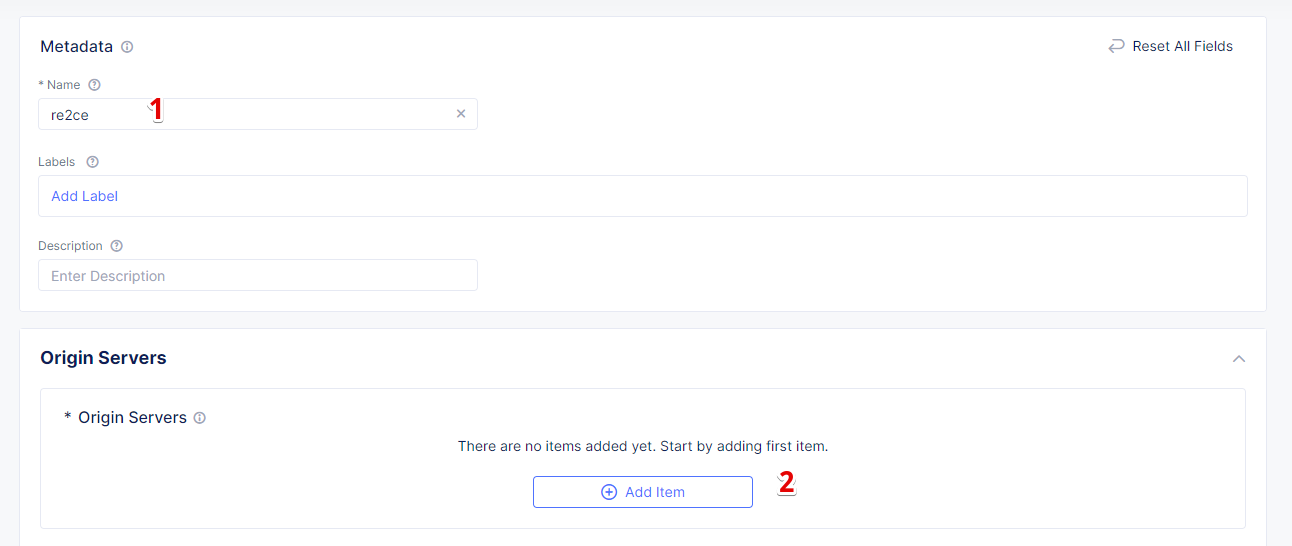 Metadata
Reset All Fields
* Name
re2ce
1
Labels
Add Label
Description
Enter Description
Origin Servers
* Origin Servers
There are no items added yet. Start by adding first item.
Add Item
2